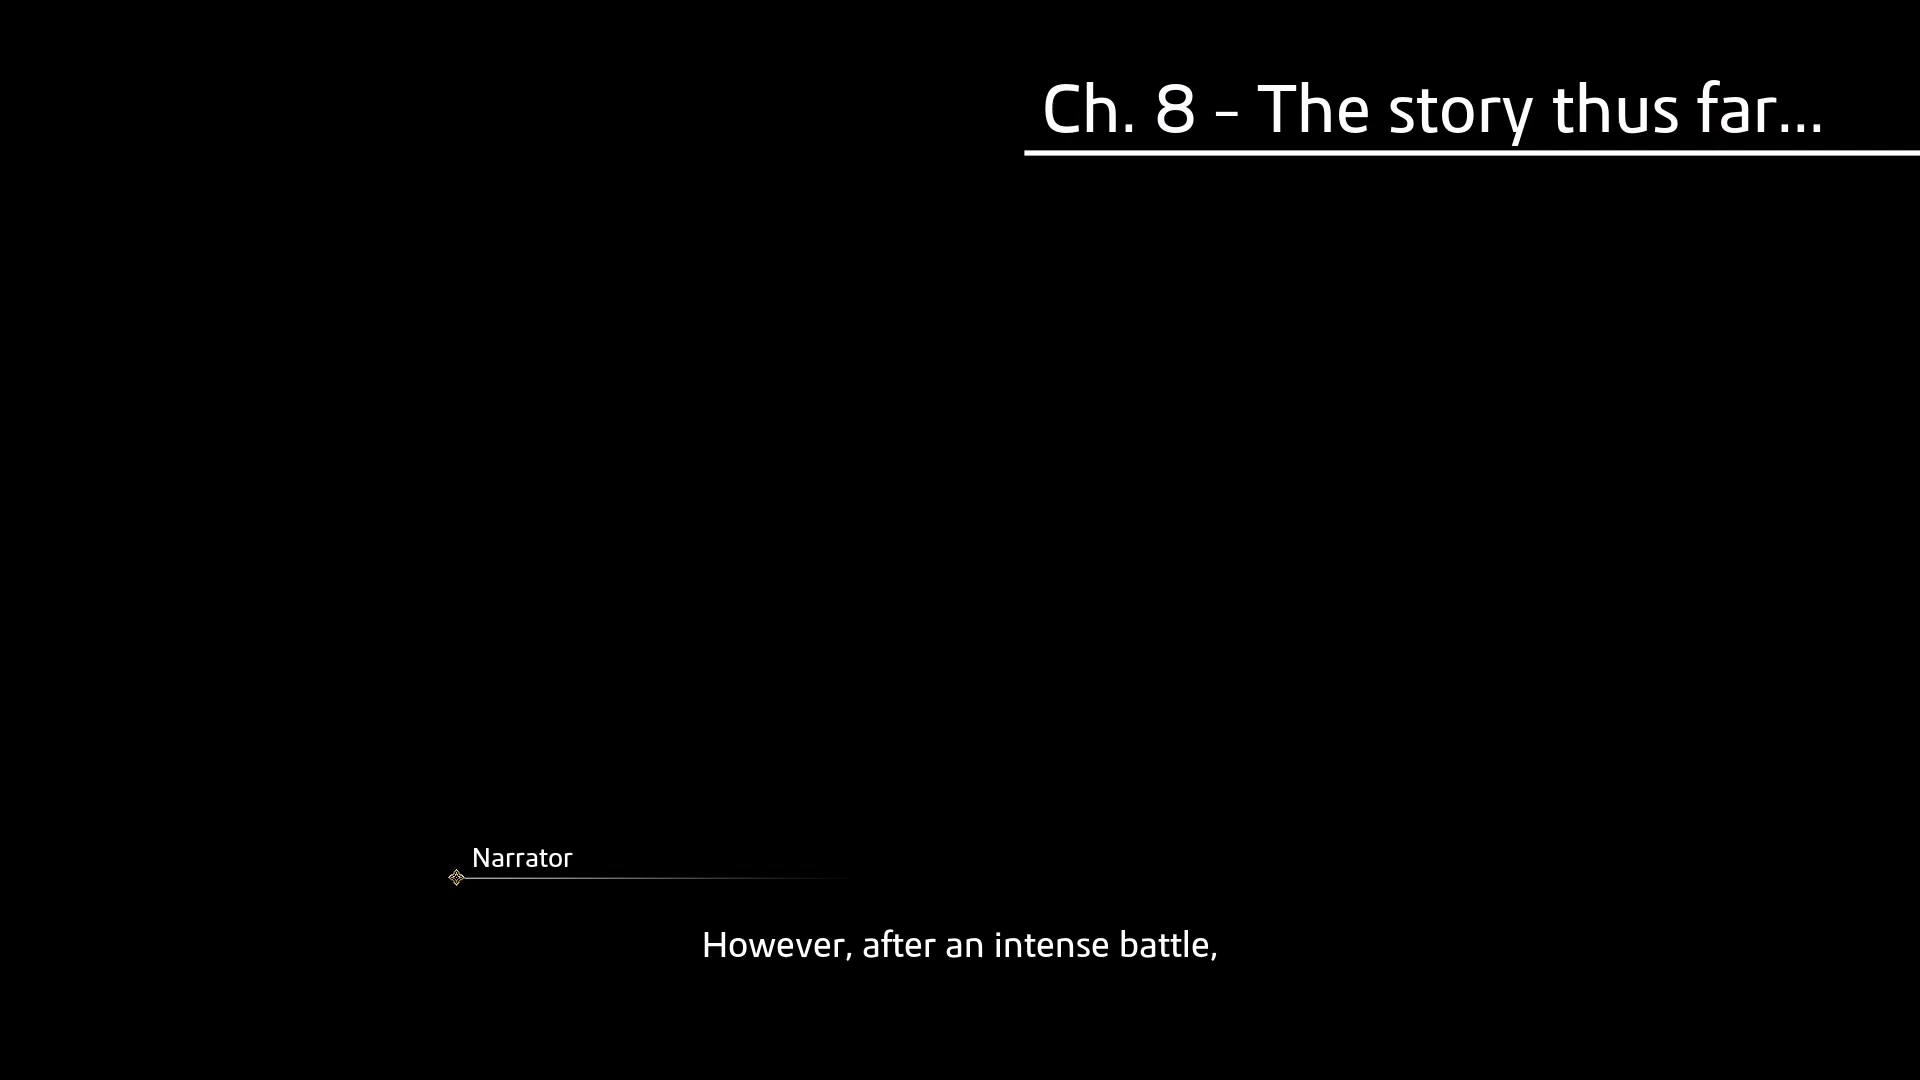 Ch. 8 – The story thus far...
Narrator
However, after an intense battle,